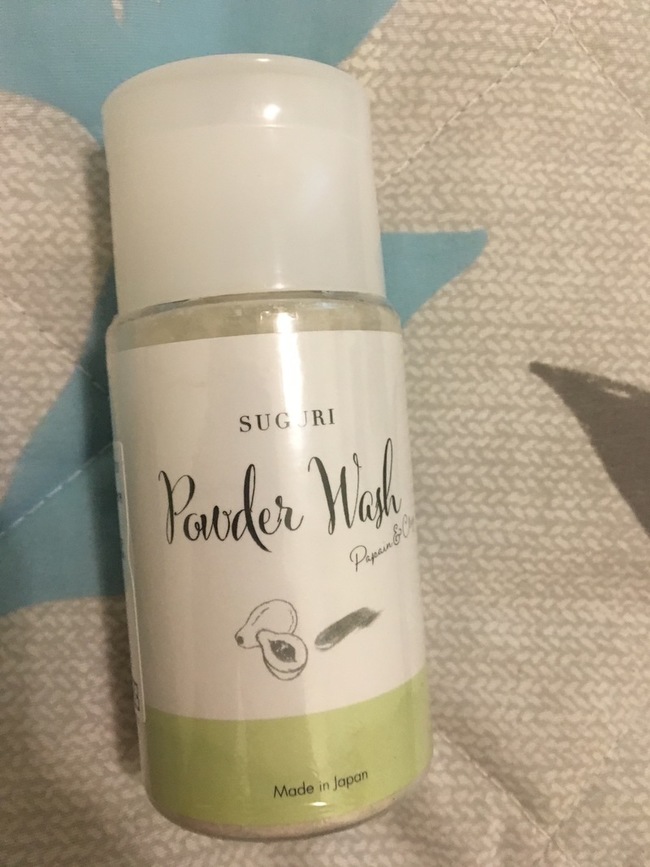 SUGURI
Powder Wash
Papain &
Made in Japan